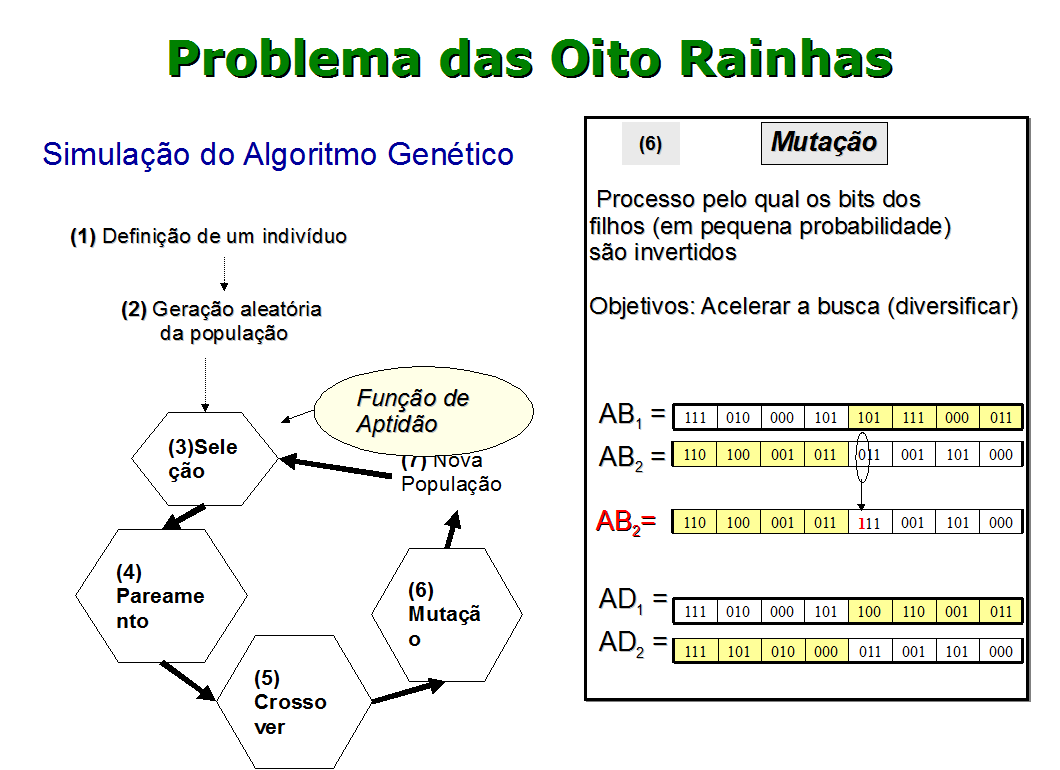 Problema das Oito Rainhas
Simulação do Algoritmo Genético
(1) Definição de um indivíduo
(2) Geração aleatória
da população
Função de
Aptidão
(3)Sele
ção
(7) Nova
População
(4)
Pareame
nto
(6)
Mutaçã
o
(5)
Crosso
ver
(6)
Mutação
Processo pelo qual os bits dos
filhos (em pequena probabilidade)
são invertidos
Objetivos: Acelerar a busca (diversificar)
AB1 = 111 010 000 101 101 111 000 011
AB2 = 110 100 001 011 011 001 101 000
AB2= 110 100 001 011 111 001 101 000
AD1 = 111 010 000 101 100 110 001 011
AD2 = 111 101 010 000 011 001 101 000